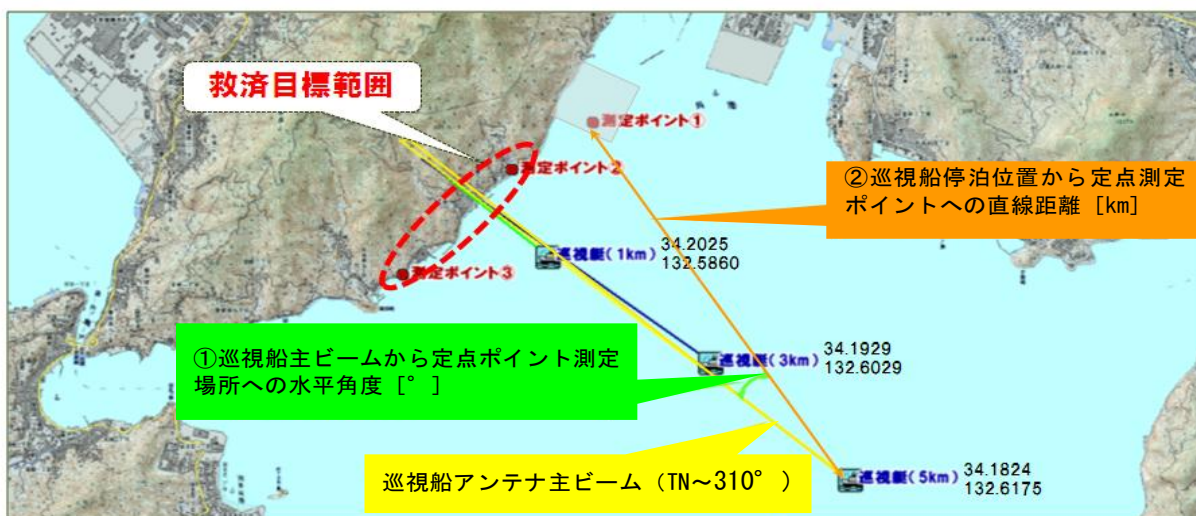 救済目標範囲
測定ポイント①
測定ポイント2
②巡視船停泊位置から定点測定
ポイントへの直線距離［km］
巡視艇(1km)
34.2025
132.5860
測定ポイント③
①巡視船主ビームから定点ポイント測定
場所への水平角度［°］
巡視艇(3km)
34.1929
132.6029
巡視船アンテナ主ビーム（TN～310°）
巡視艇(5km)
34.1824
132.6175